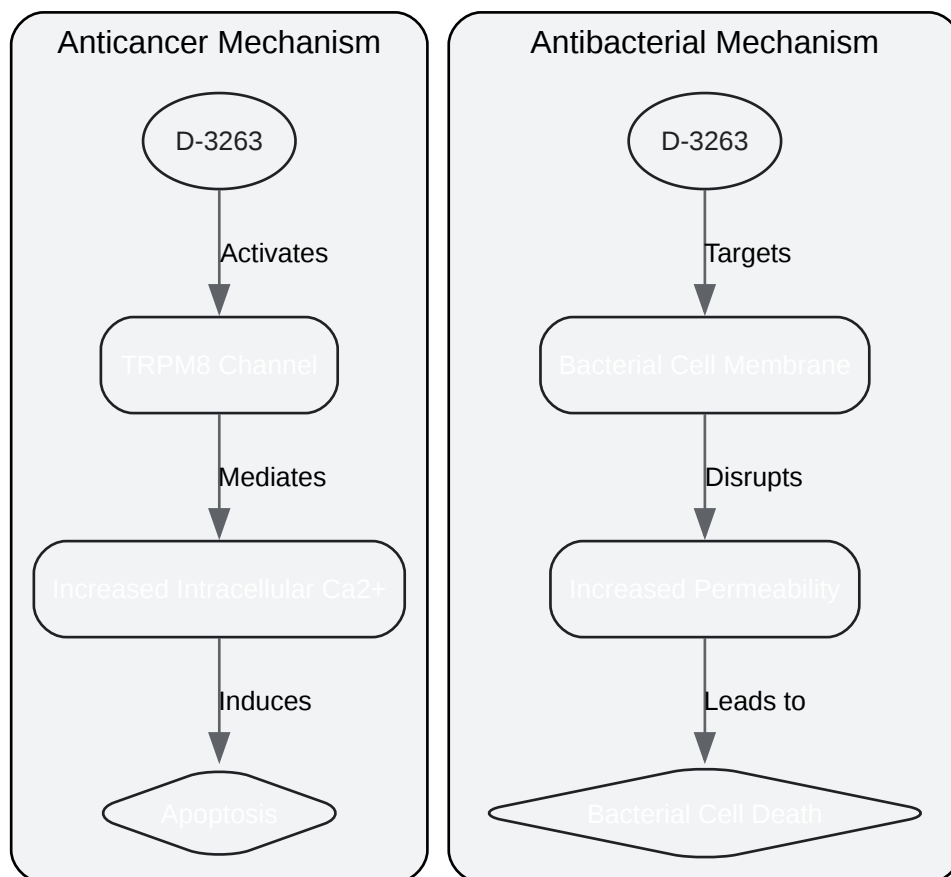 Anticancer Mechanism
D-3263
Activates
TRPM8 Channel
Mediates
Increased Intracellular Ca2+
Induces
Apoptosis
Antibacterial Mechanism
D-3263
Targets
Bacterial Cell Membrane
Disrupts
Increased Permeability
Leads to
Bacterial Cell Death